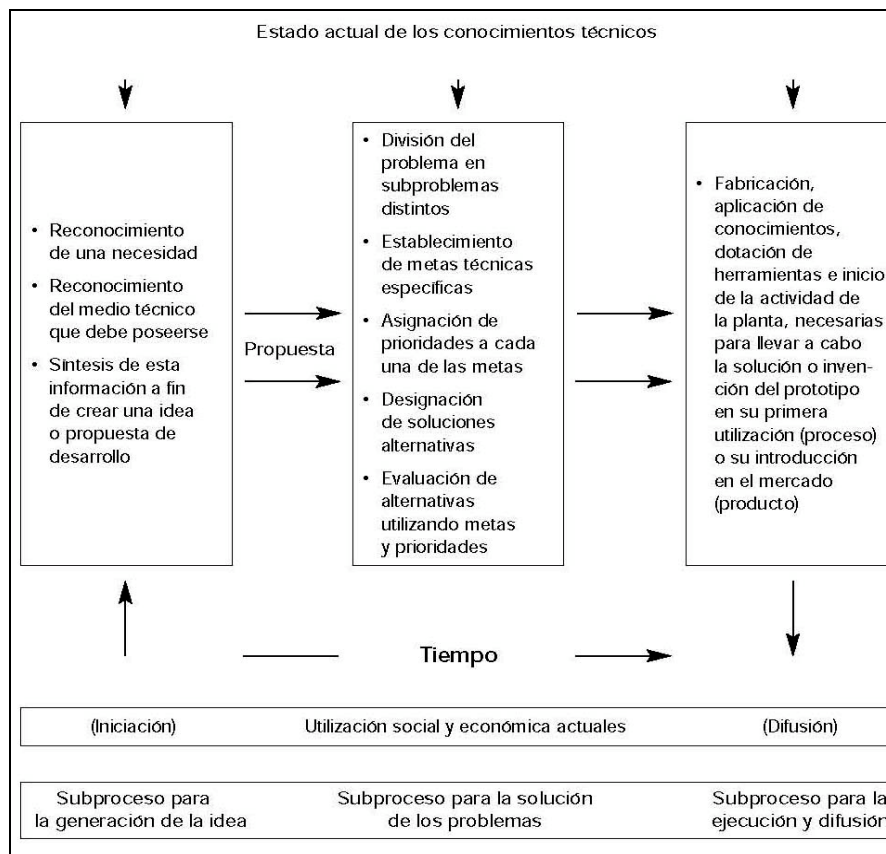 Estado actual de los conocimientos técnicos
• Reconocimiento
de una necesidad
• Reconocimiento
del medio técnico
que debe poseerse
• Síntesis de esta
información a fin
de crear una idea
o propuesta de
desarrollo
Propuesta
• División del
problema en
subproblemas
distintos
• Establecimiento
de metas técnicas
específicas
• Asignación de
prioridades a cada
una de las metas
• Designación
de soluciones
alternativas
• Evaluación de
alternativas
utilizando metas
y prioridades
• Fabricación,
aplicación de
conocimientos,
dotación de
herramientas e inicio
de la actividad de
la planta, necesarias
para llevar a cabo
la solución o inven-
ción del prototipo
en su primera
utilización (proceso)
o su introducción
en el mercado
(producto)
Tiempo
(Iniciación)
Utilización social y económica actuales
(Difusión)
Subproceso para
la generación de la idea
Subproceso para la solución
de los problemas
Subproceso para la
ejecución y difusión